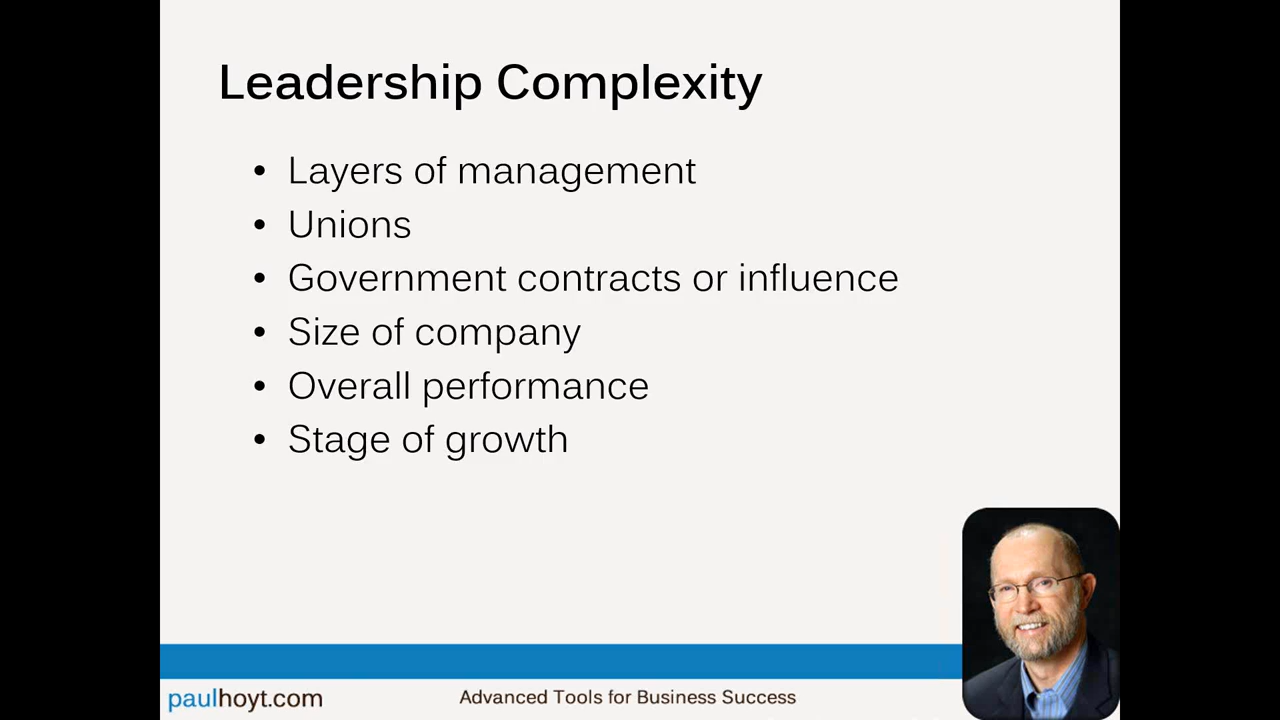 Leadership Complexity
• Layers of management
• Unions
• Government contracts or influence
• Size of company
• Overall performance
• Stage of growth
paulhoyt.com
Advanced Tools for Business Success